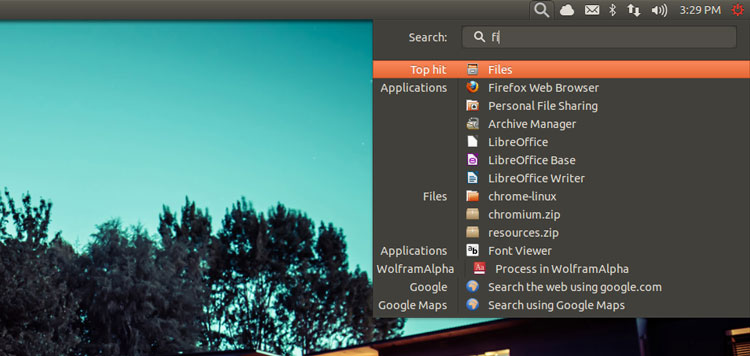 3:29 PM
Search: fi
Top hit Files
Applications Firefox Web Browser
Personal File Sharing
Archive Manager
LibreOffice
LibreOffice Base
LibreOffice Writer
Files chrome-linux
chromium.zip
resources.zip
Applications Font Viewer
WolframAlpha Process in WolframAlpha
Google Search the web using google.com
Google Maps Search using Google Maps